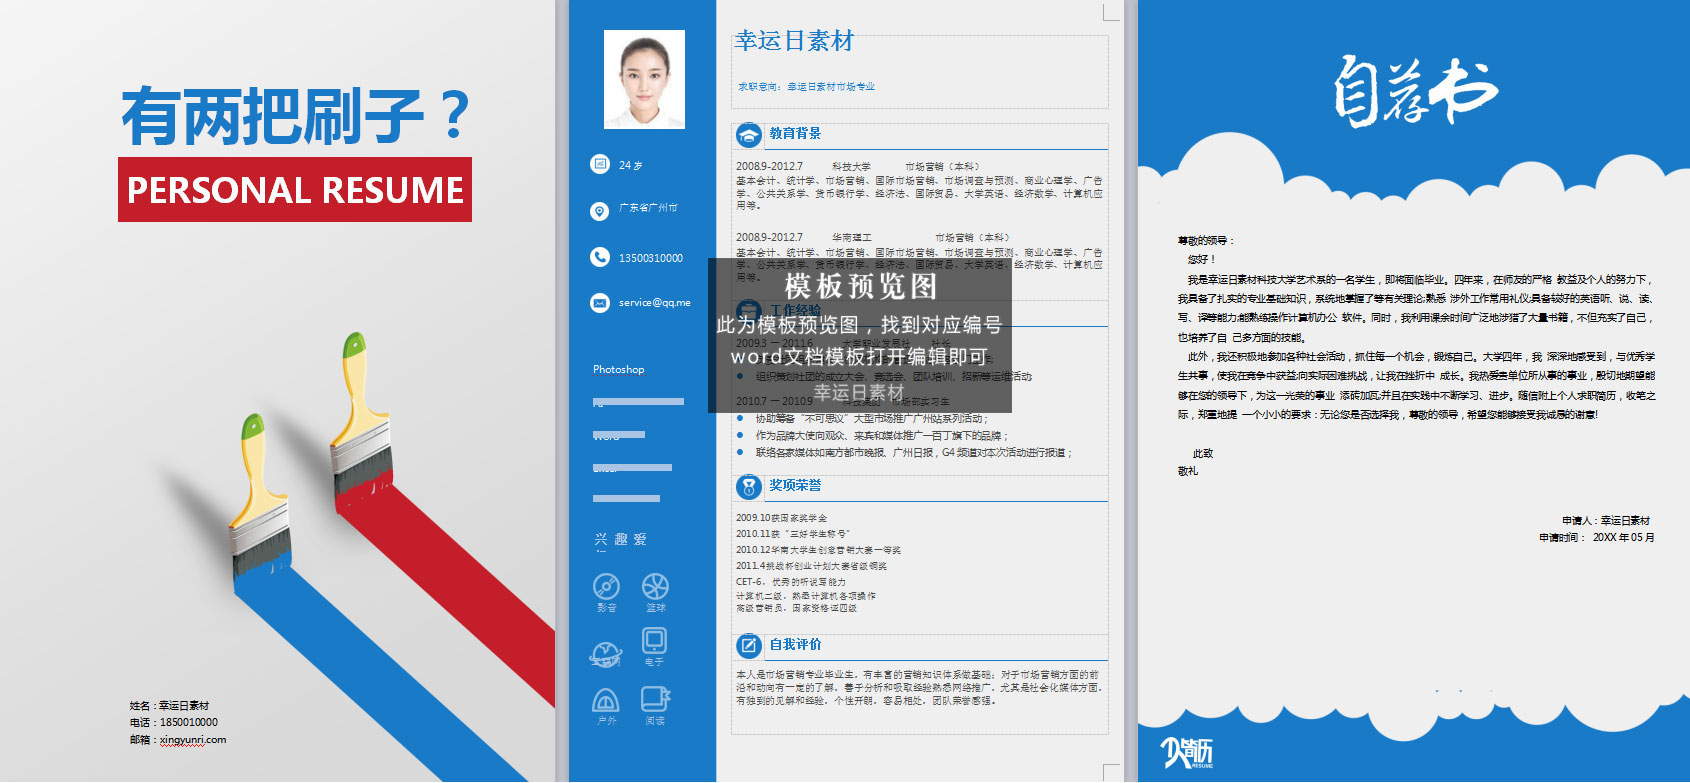 有两把刷子？
PERSONAL RESUME
姓名：幸运日素材
电话：1850010000
邮箱：xingyunri.com
24 岁
广东省广州市
13500310000
service@qq.me
Photoshop
Word
兴 趣 爱
影音
篮球
电子
户外
阅读
幸运日素材
求职意向：幸运日素材市场专业
教育背景
2008.9-2012.7 科技大学 市场营销（本科）
基本会计、统计学、市场营销、国际市场营销、市场调查与预测、商业心理学、广告
学、公共关系学、货币银行学、经济法、国际贸易、大学英语、经济数学、计算机应
用等。
2008.9-2012.7 华南理工 市场营销（本科）
基本会计、统计学、市场营销、国际市场营销、市场调查与预测、商业心理学、广告
学、公共关系学、货币银行学、经济法、国际贸易、大学英语、经济数学、计算机应
用等。
模板预览图
此为模板预览图，找到对应编号
word文档模板打开编辑即可
幸运日素材
工作经验
2009.3 一 2011.6 大学职业发展社 社长
组织策划社团的成立大会、竞选会、团队培训、招新等运维活动;
2010.7 一 2010.9 科技集团 市场部实习生
协助筹备“不可思议”大型市场推广广州站系列活动；
作为品牌大使向观众、来宾和媒体推广一百丁旗下的品牌；
联络各家媒体如南方都市晚报、广州日报，G4 频道对本次活动进行报道；
奖项荣誉
2009.10获国家奖学金
2010.11获“三好学生称号”
2010.12华南大学生创意营销大赛一等奖
2011.4挑战杯创业计划大赛省级铜奖
CET-6，优秀的听说写能力
计算机二级，熟悉计算机各项操作
高级营销员，国家资格证四级
自我评价
本人是市场营销专业毕业生，有丰富的营销知识体系做基础；对于市场营销方面的前
沿和动向有一定的了解，善于分析和吸取经验熟悉网络推广，尤其是社会化媒体方面，
有独到的见解和经验，个性开朗，容易相处，团队荣誉感强。
自荐书
尊敬的领导：
您好！
我是幸运日素材科技大学艺术系的一名学生，即将面临毕业。四年来，在师友的严格 教益及个人的努力下，
我具备了扎实的专业基础知识，系统地掌握了等有关理论;熟悉 涉外工作常用礼仪;具备较好的英语听、说、读、
写、译等能力;能熟练操作计算机办公 软件。同时，我利用课余时间广泛地涉猎了大量书籍，不但充实了自己，
也培养了自 己多方面的技能。
此外，我还积极地参加各种社会活动，抓住每一个机会，锻炼自己。大学四年，我 深深地感受到，与优秀学
生共事，使我在竞争中获益;向实际困难挑战，让我在挫折中 成长。我热爱贵单位所从事的事业，殷切地期望能
够在您的领导下，为这一光荣的事业 添砖加瓦;并且在实践中不断学习、进步。随信附上个人求职简历，收笔之
际，郑重地提 一个小小的要求：无论您是否选择我，尊敬的领导，希望您能够接受我诚恳的谢意!
此致
敬礼
申请人：幸运日素材
申请时间： 20XX 年 05 月
简历
RESUME